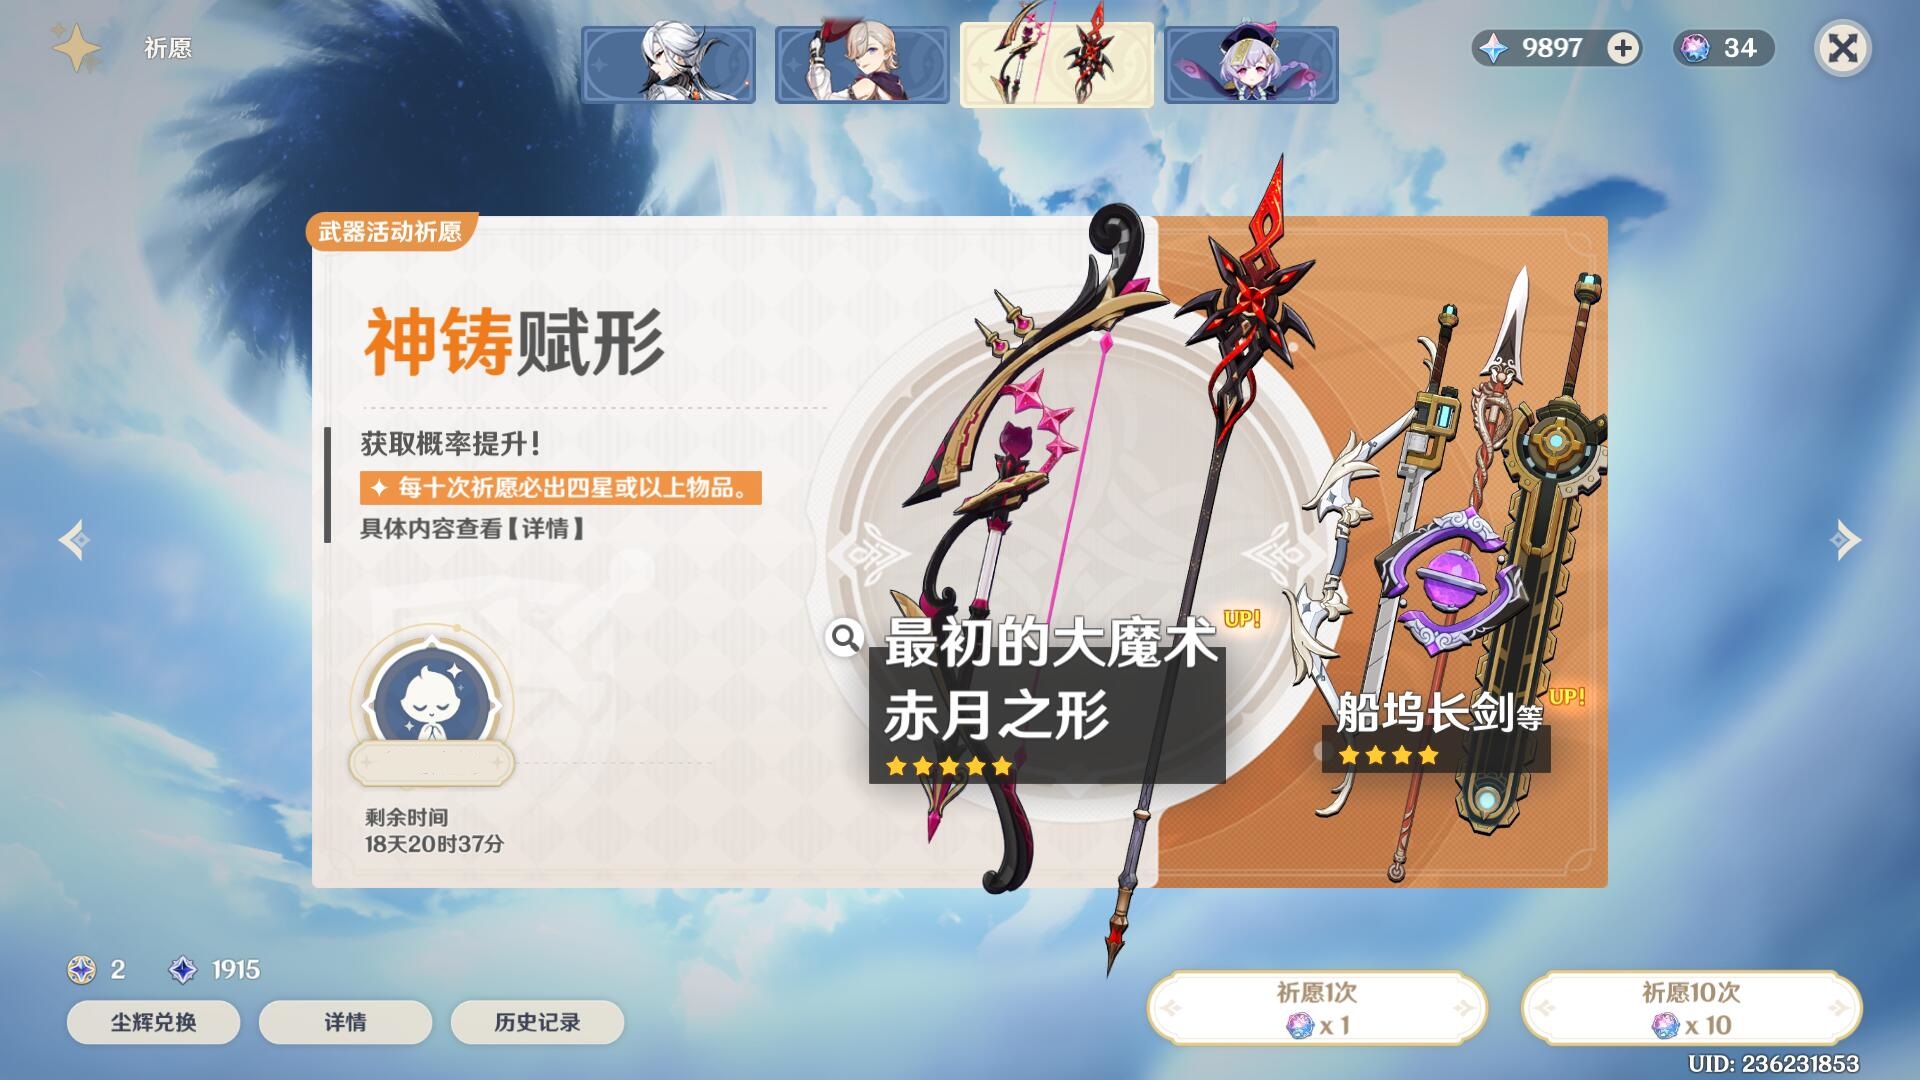 祈愿
9897
34
武器活动祈愿
神铸赋形
获取概率提升！
每十次祈愿必出四星或以上物品。
具体内容查看【详情】
最初的大魔术
UP!
赤月之形
船坞长剑等
UP!
剩余时间
18天20时37分
2
1915
尘辉兑换
详情
历史记录
祈愿1次
x 1
祈愿10次
x 10
UID: 236231853